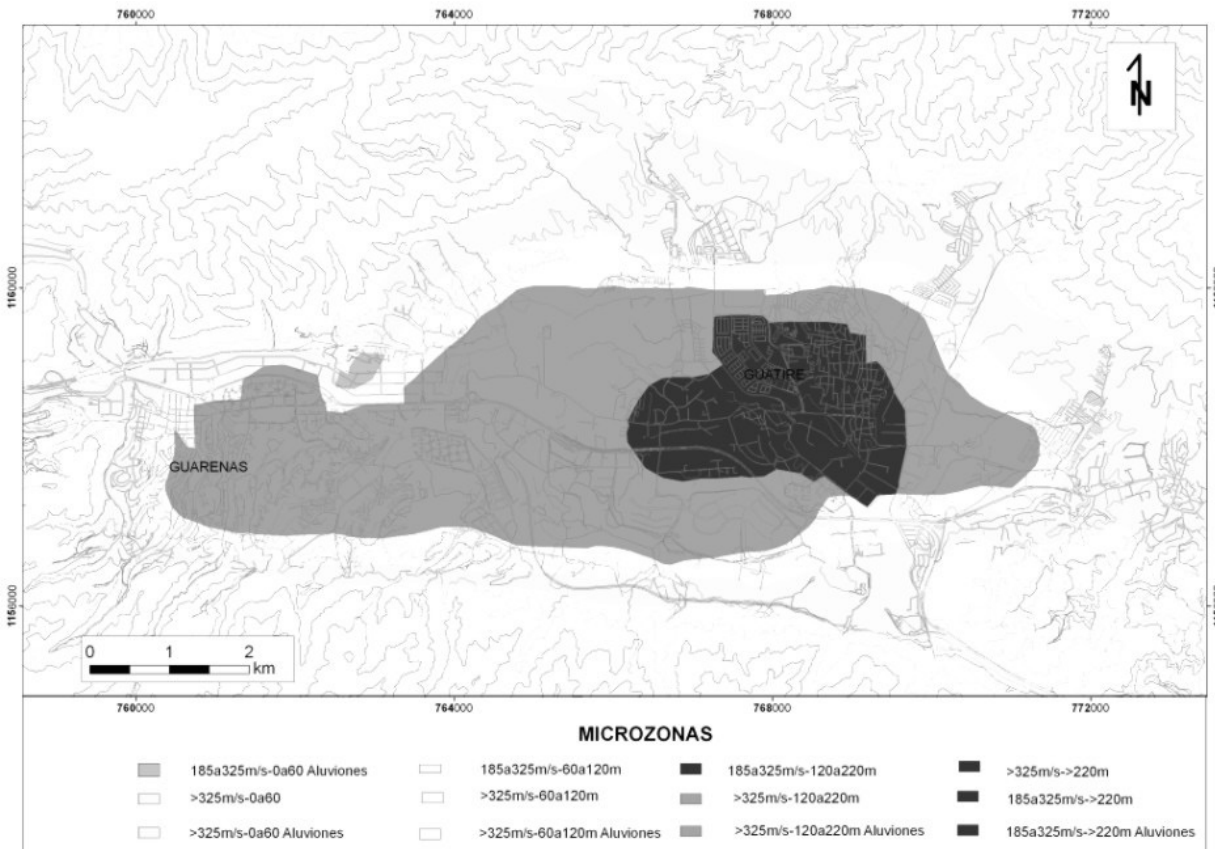 760000 764000 768000 772000
N
1160000
GUATIRE
GUARENAS
1156000
0 1 2
km
760000 764000 768000 772000
MICROZONAS
185a325m/s-0a60 Aluviones 185a325m/s-60a120m 185a325m/s-120a220m >325m/s->220m
>325m/s-0a60 >325m/s-60a120m >325m/s-120a220m 185a325m/s->220m
>325m/s-0a60 Aluviones >325m/s-60a120m Aluviones >325m/s-120a220m Aluviones 185a325m/s->220m Aluviones